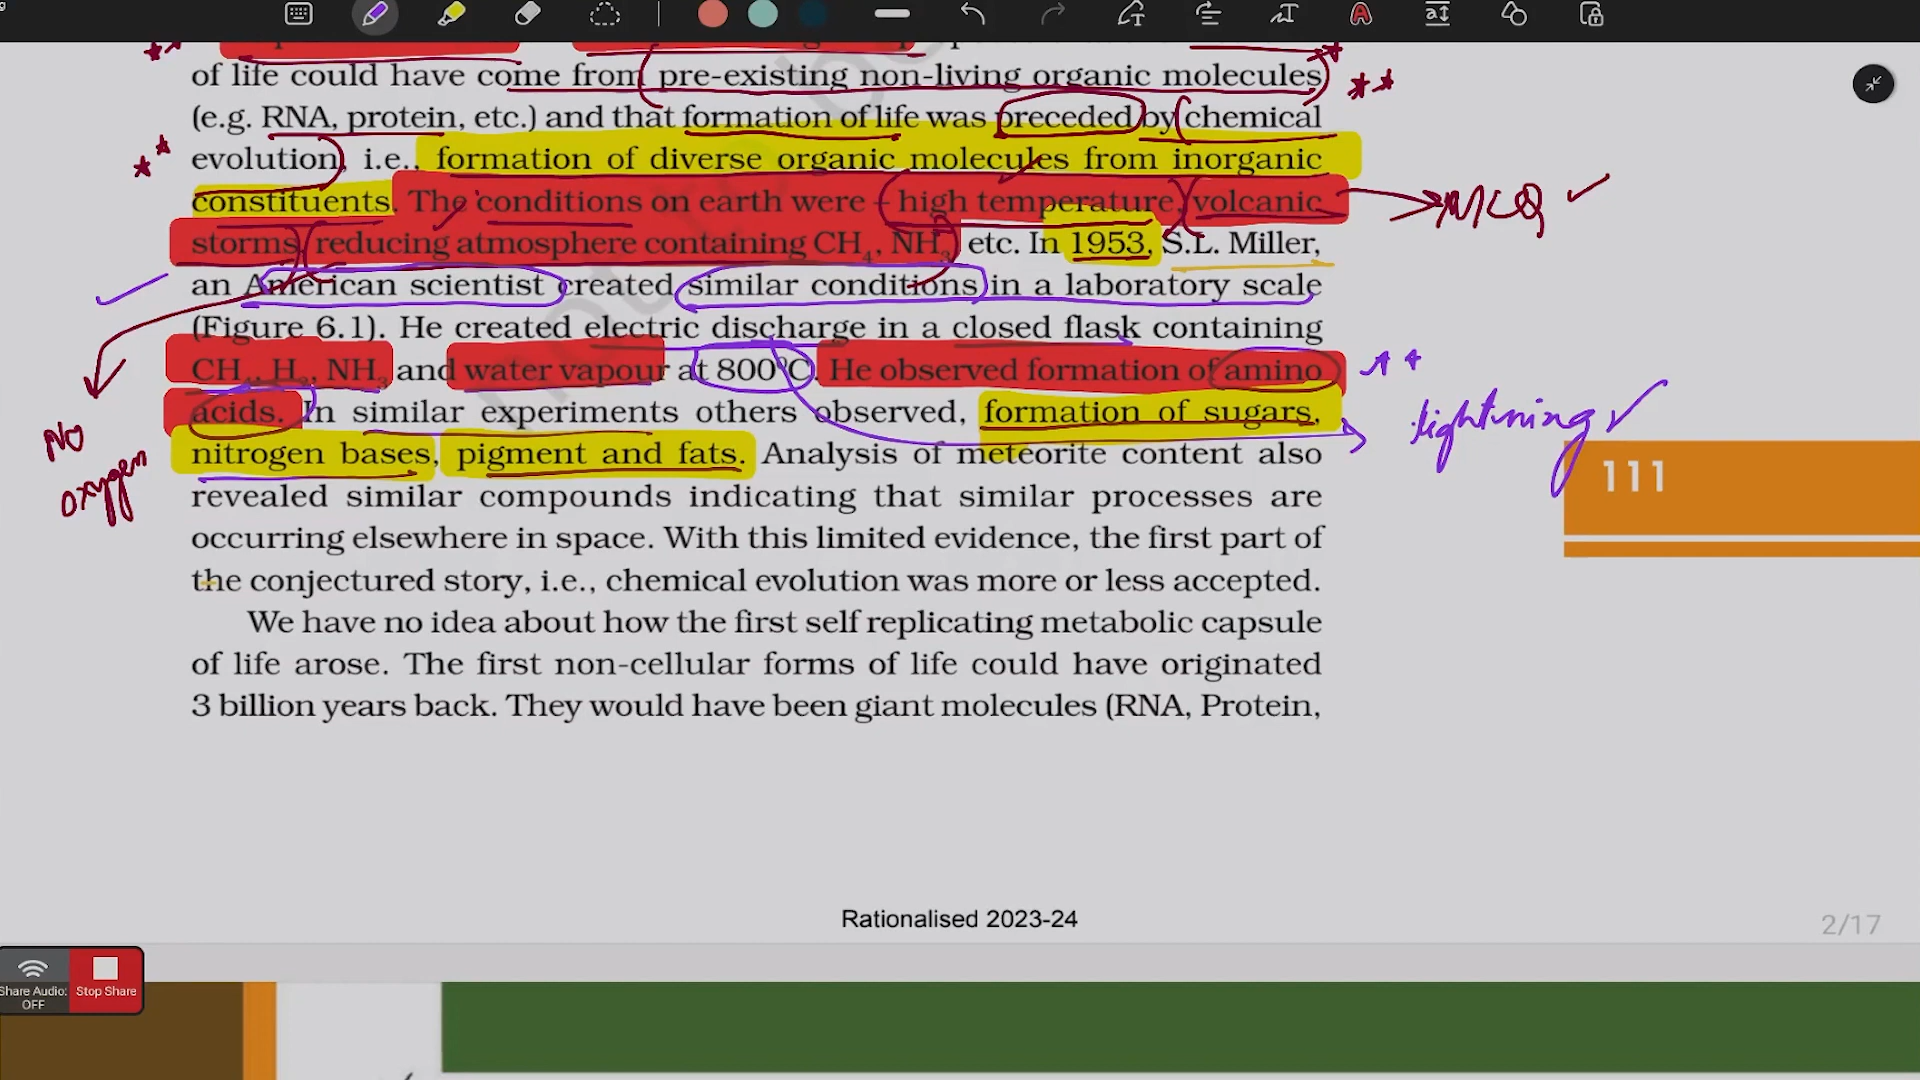 of life could have come from pre-existing non-living organic molecules
(e.g. RNA, protein, etc.) and that formation of life was preceded by chemical
evolution, i.e., formation of diverse organic molecules from inorganic
constituents. The conditions on earth were – high temperature, volcanic
MCQ
storms, reducing atmosphere containing CH4, NH3 etc. In 1953, S.L. Miller,
an American scientist created similar conditions in a laboratory scale
(Figure 6.1). He created electric discharge in a closed flask containing
CH4, H2, NH3 and water vapour at 800°C. He observed formation of amino
acids. In similar experiments others observed, formation of sugars,
lightning
NO
oxygen
nitrogen bases, pigment and fats. Analysis of meteorite content also
111
revealed similar compounds indicating that similar processes are
occurring elsewhere in space. With this limited evidence, the first part of
the conjectured story, i.e., chemical evolution was more or less accepted.
We have no idea about how the first self replicating metabolic capsule
of life arose. The first non-cellular forms of life could have originated
3 billion years back. They would have been giant molecules (RNA, Protein,
Rationalised 2023-24
2/17
Share Audio: OFF
Stop Share